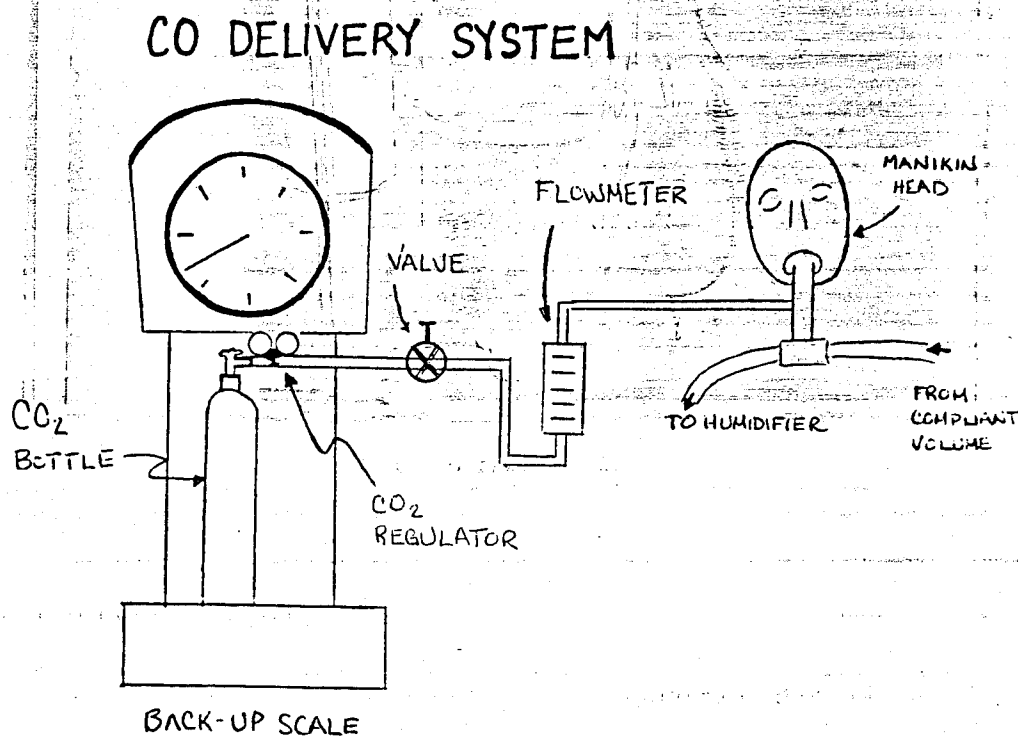 CO DELIVERY SYSTEM
MANIKIN
HEAD
FLOWMETER
VALUE
CO₂
BOTTLE
TO HUMIDIFIER
FROM
COMPLIANT
VOLUME
CO₂
REGULATOR
BACK-UP SCALE